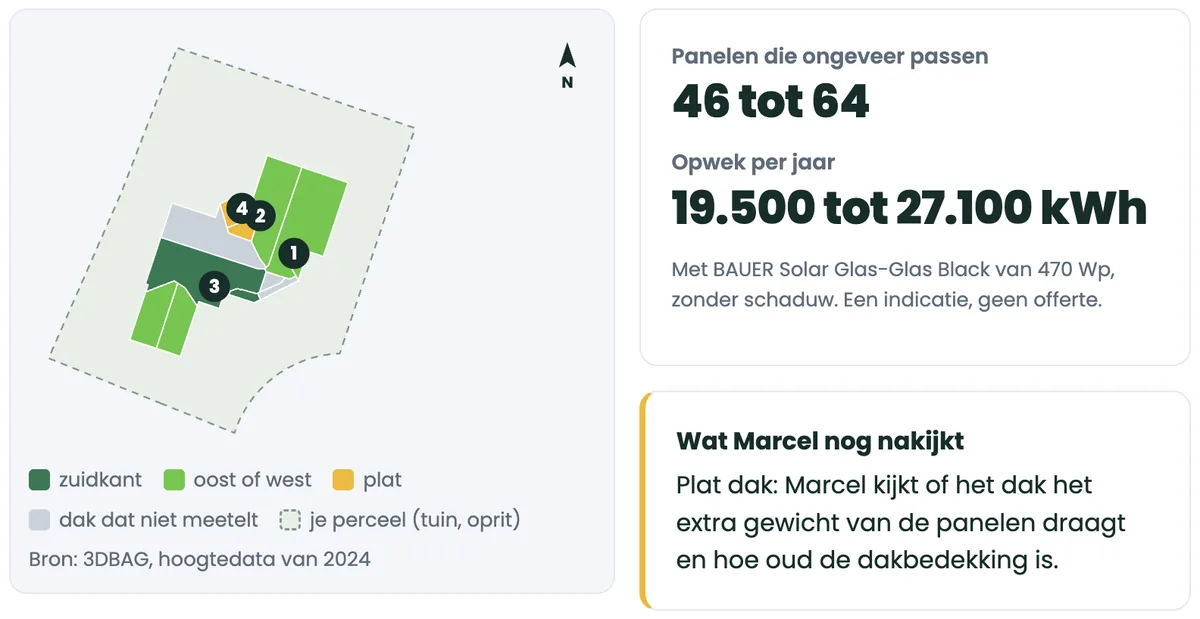 N
4
2
1
3
zuidkant
oost of west
plat
dak dat niet meetelt
je perceel (tuin, oprit)
Bron: 3DBAG, hoogtedata van 2024
Panelen die ongeveer passen
46 tot 64
Opwek per jaar
19.500 tot 27.100 kWh
Met BAUER Solar Glas-Glas Black van 470 Wp,
zonder schaduw. Een indicatie, geen offerte.
Wat Marcel nog nakijkt
Plat dak: Marcel kijkt of het dak het
extra gewicht van de panelen draagt
en hoe oud de dakbedekking is.